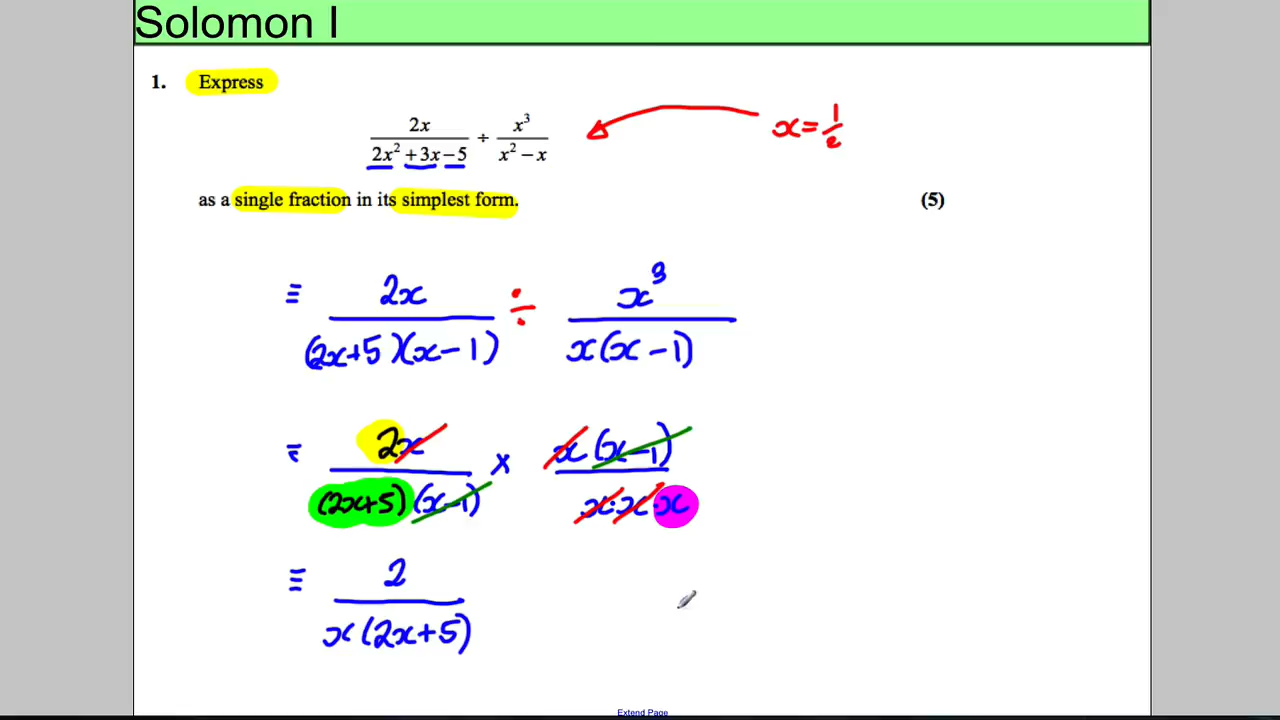 Solomon I
1. Express
2x / (2x² + 3x − 5) ÷ x³ / (x² − x)
x = 1/2
as a single fraction in its simplest form. (5)
≡ 2x / (2x+5)(x−1) ÷ x³ / x(x−1)
≡ 2x / (2x+5)(x−1) × x(x−1) / x·x·x
≡ 2 / x(2x+5)
Extend Page